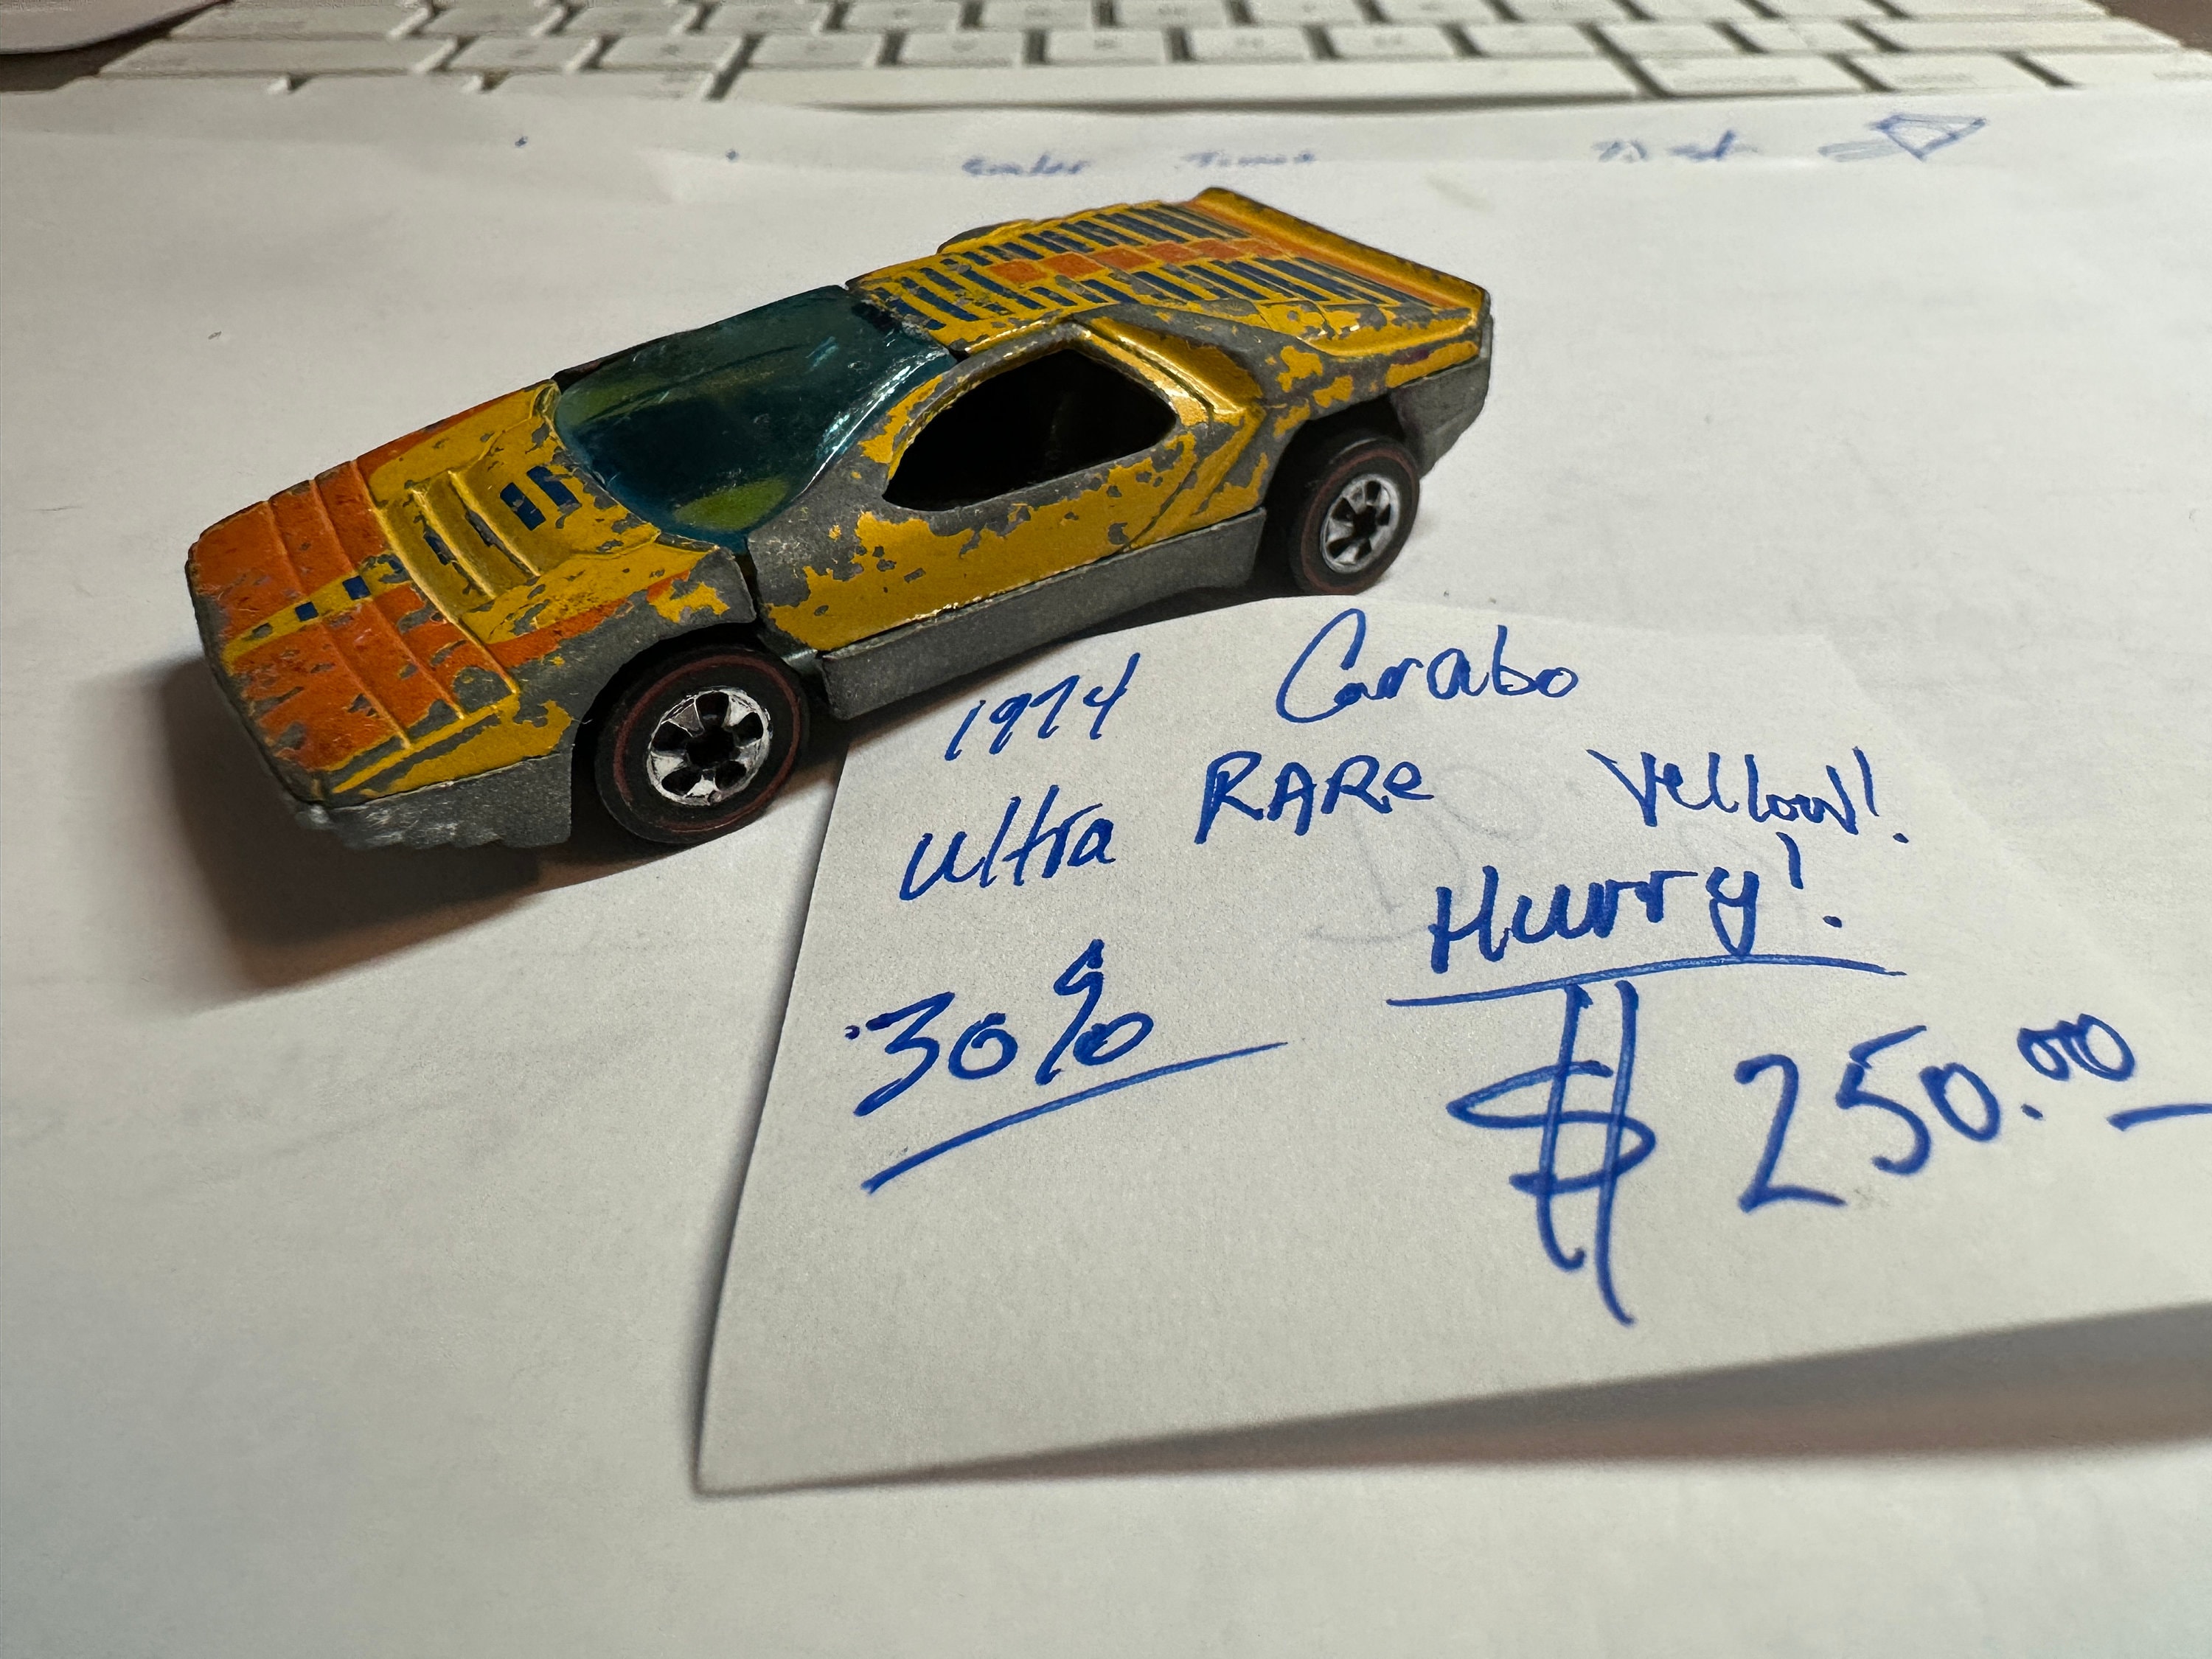 1974 Carabo
Ultra RARe Yellow!
Hurry!
30%
$250.00